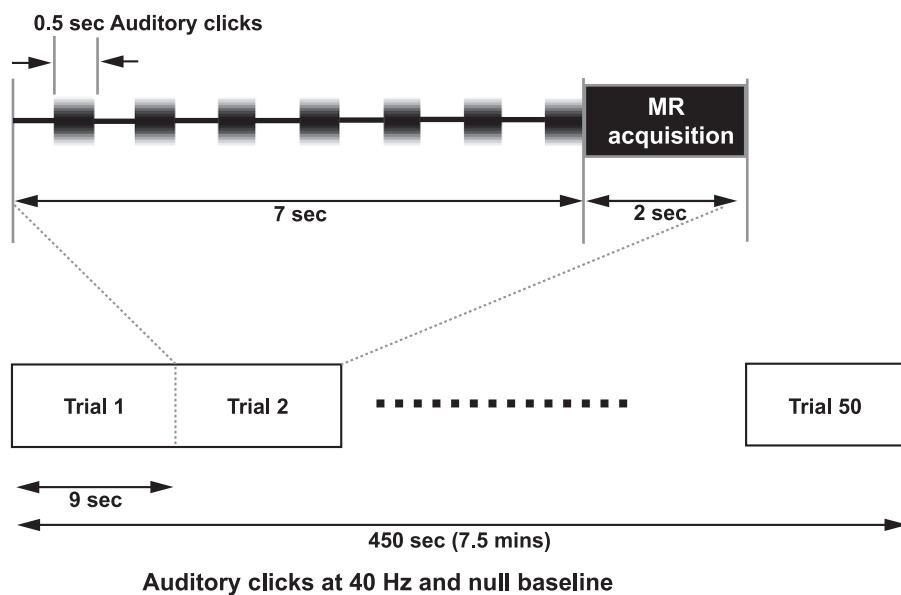 0.5 sec Auditory clicks
MR
acquisition
7 sec
2 sec
Trial 1
Trial 2
Trial 50
9 sec
450 sec (7.5 mins)
Auditory clicks at 40 Hz and null baseline